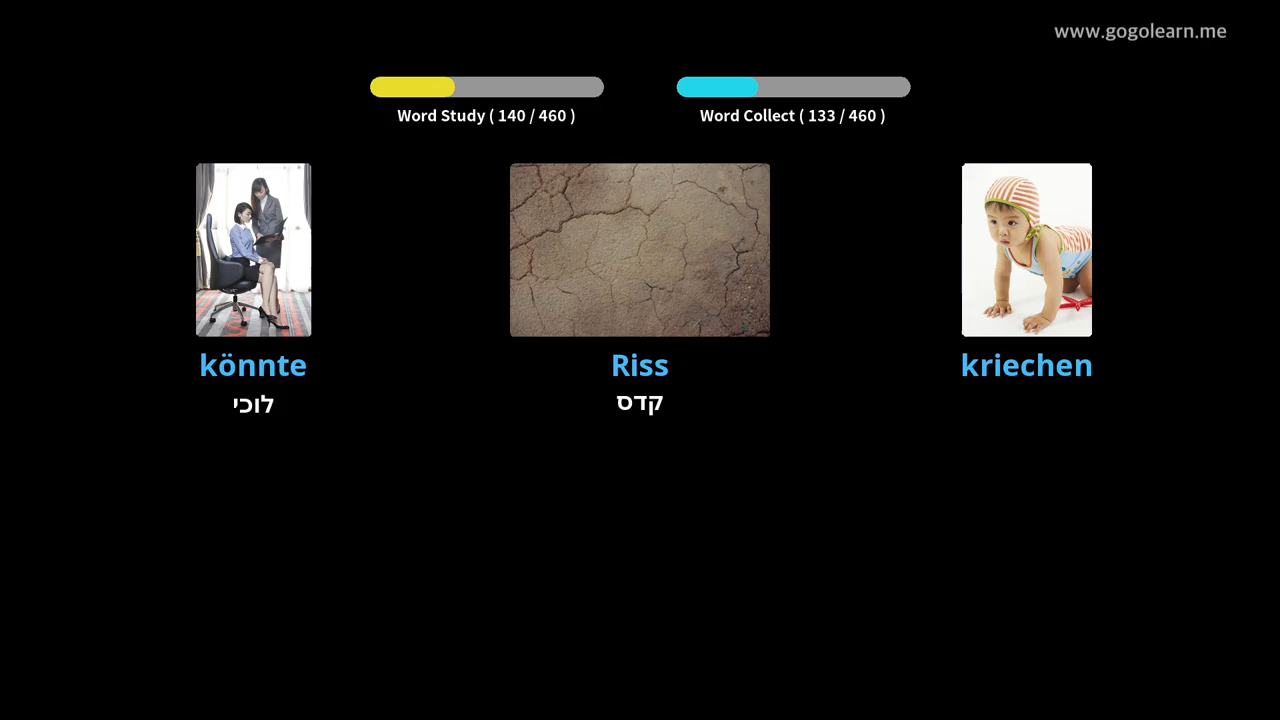 www.gogolearn.me
Word Study ( 140 / 460 )
Word Collect ( 133 / 460 )
könnte
Riss
kriechen
לוכי
קדס